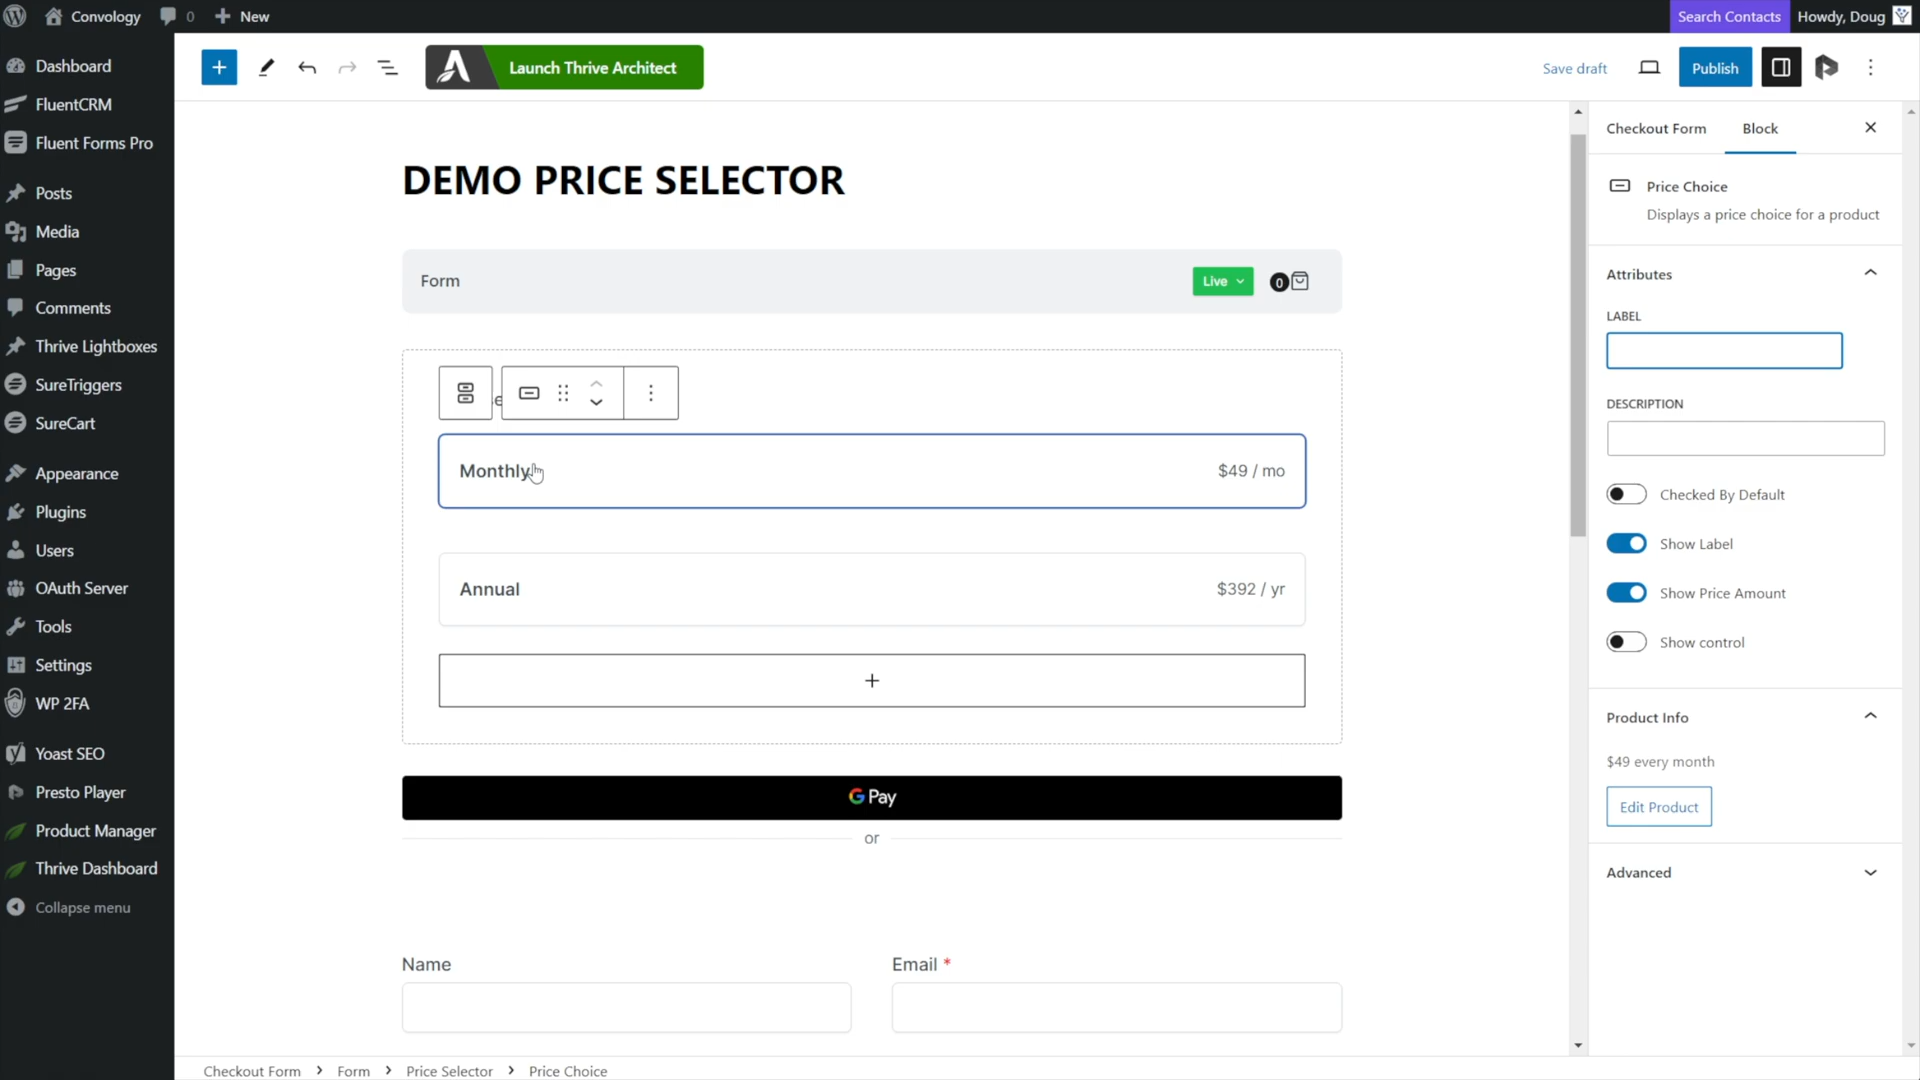 Convology
0
New
Search Contacts
Howdy, Doug
Dashboard
FluentCRM
Fluent Forms Pro
Posts
Media
Pages
Comments
Thrive Lightboxes
SureTriggers
SureCart
Appearance
Plugins
Users
OAuth Server
Tools
Settings
WP 2FA
Yoast SEO
Presto Player
Product Manager
Thrive Dashboard
Collapse menu
Launch Thrive Architect
Save draft
Publish
DEMO PRICE SELECTOR
Form
Live
0
Monthly
$49 / mo
Annual
$392 / yr
+
G Pay
or
Name
Email *
Checkout Form
Block
Price Choice
Displays a price choice for a product
Attributes
LABEL
DESCRIPTION
Checked By Default
Show Label
Show Price Amount
Show control
Product Info
$49 every month
Edit Product
Advanced
Checkout Form > Form > Price Selector > Price Choice